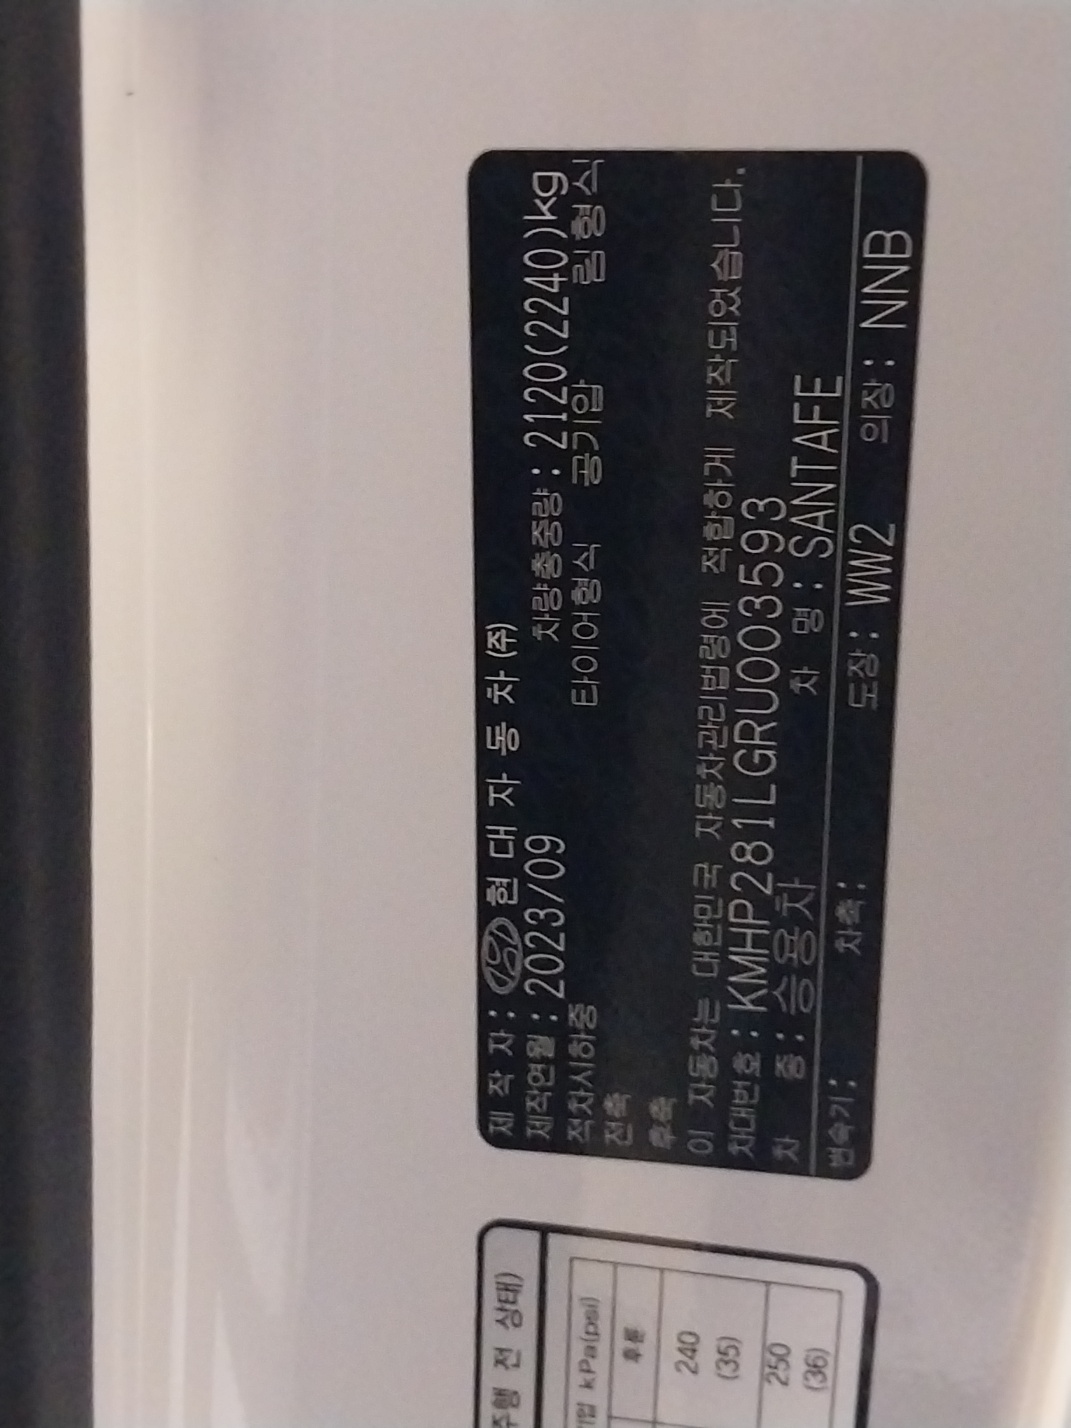 제 작 자 : 현 대 자 동 차 (주)
제작연월 : 2023/09 차량총중량 : 2120(2240)kg
적차시하중 타이어형식 공기압 림형식
전축
후축
이 자동차는 대한민국 자동차관리법령에 적합하게 제작되었습니다.
차대번호 : KMHP281LGRU003593
차 종 : 승용차 차 명 : SANTAFE
변속기 : 차축 : 도장 : WW2 의장 : NNB
주행 전 상태)
kPa(psi)
후륜
240
(35)
250
(36)